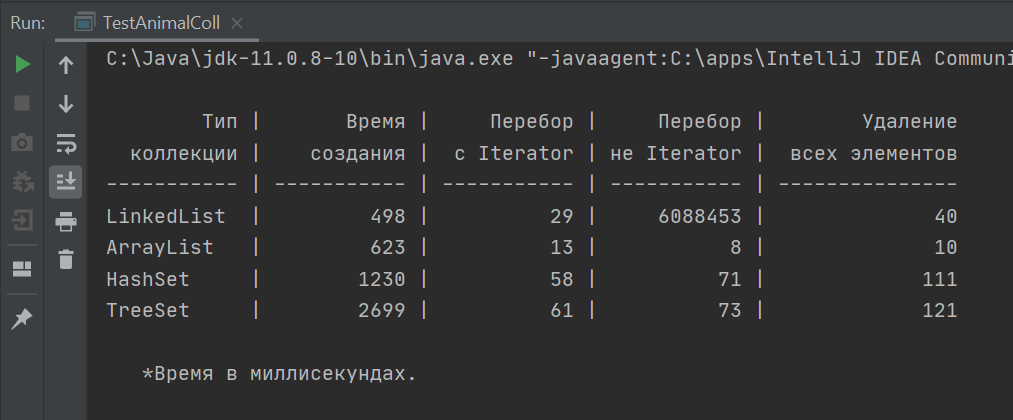 Run: TestAnimalColl ×
C:\Java\jdk-11.0.8-10\bin\java.exe "-javaagent:C:\apps\IntelliJ IDEA Communi
Тип | Время | Перебор | Перебор | Удаление
коллекции | создания | с Iterator | не Iterator | всех элементов
----------- | ----------- | ----------- | ----------- | ---------------
LinkedList | 498 | 29 | 6088453 | 40
ArrayList | 623 | 13 | 8 | 10
HashSet | 1230 | 58 | 71 | 111
TreeSet | 2699 | 61 | 73 | 121
*Время в миллисекундах.